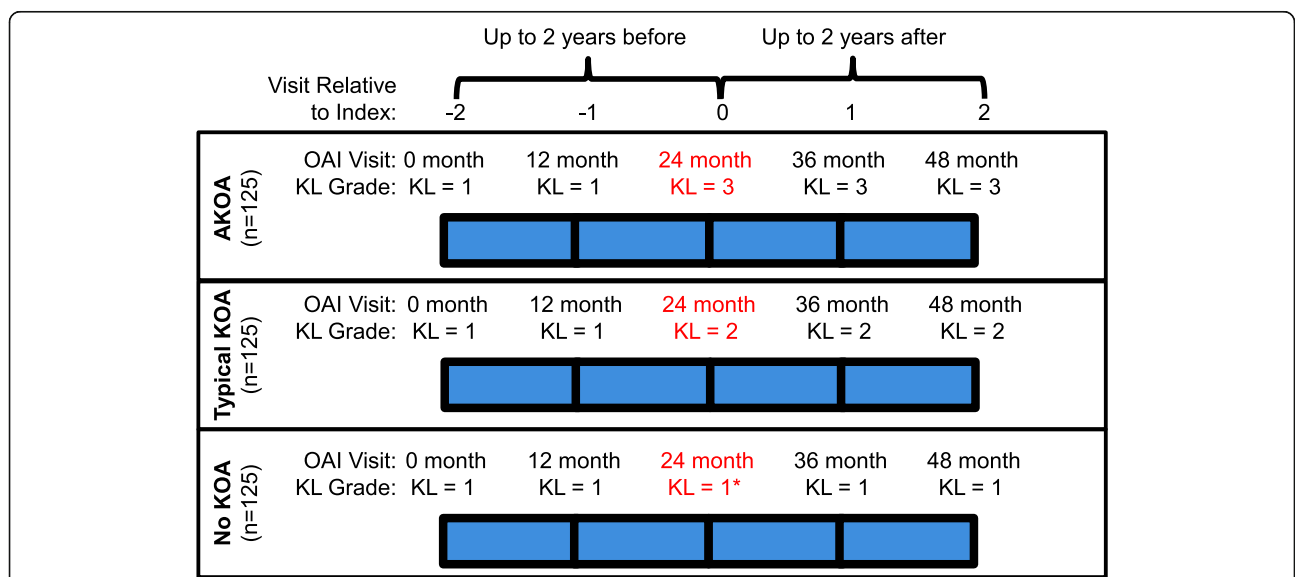 Up to 2 years before Up to 2 years after
Visit Relative
to Index: -2 -1 0 1 2
AKOA
(n=125)
OAI Visit: 0 month 12 month 24 month 36 month 48 month
KL Grade: KL = 1 KL = 1 KL = 3 KL = 3 KL = 3
Typical KOA
(n=125)
OAI Visit: 0 month 12 month 24 month 36 month 48 month
KL Grade: KL = 1 KL = 1 KL = 2 KL = 2 KL = 2
No KOA
(n=125)
OAI Visit: 0 month 12 month 24 month 36 month 48 month
KL Grade: KL = 1 KL = 1 KL = 1* KL = 1 KL = 1